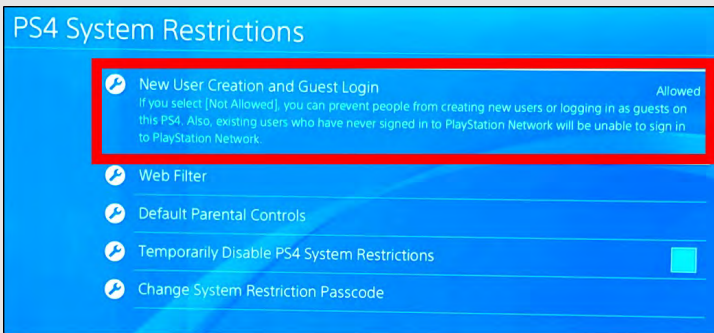 PS4 System Restrictions
New User Creation and Guest Login
Allowed
If you select [Not Allowed], you can prevent people from creating new users or logging in as guests on
this PS4. Also, existing users who have never signed in to PlayStation Network will be unable to sign in
to PlayStation Network.
Web Filter
Default Parental Controls
Temporarily Disable PS4 System Restrictions
Change System Restriction Passcode